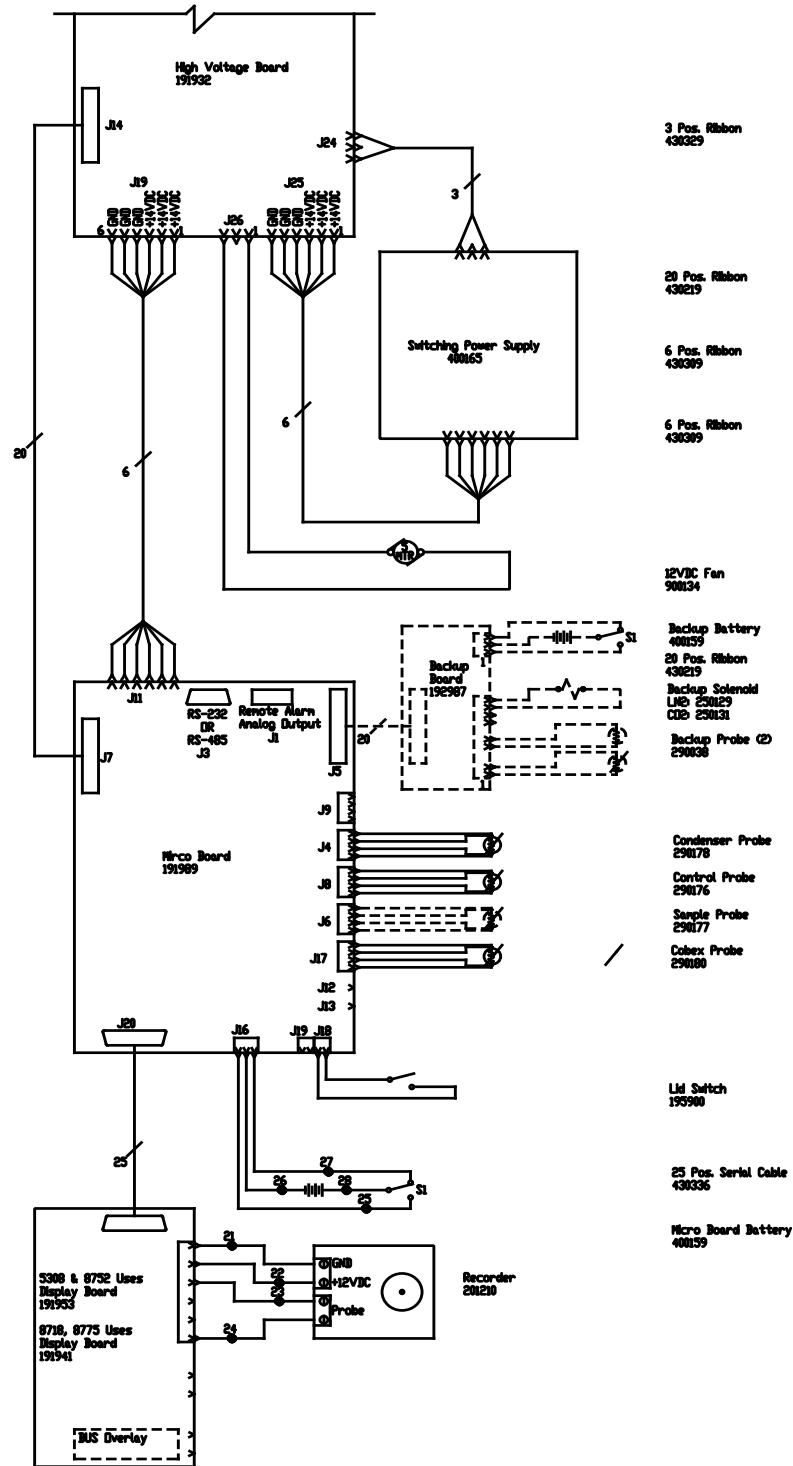 High Voltage Board
191932
J14
J24
3 Pos. Ribbon
430329
3
J19
J25
GND
GND
GND
+14VDC
+14VDC
+14VDC
J26
GND
GND
GND
+14VDC
+14VDC
+14VDC
6
1
1
1
20 Pos. Ribbon
430219
Switching Power Supply
400165
6 Pos. Ribbon
430309
6
6 Pos. Ribbon
430309
20
6
MTR
12VDC Fan
900134
Backup Battery
400159
S1
Backup
Board
192987
1
20 Pos. Ribbon
430219
J11
RS-232
OR
RS-485
J3
Remote Alarm
Analog Output
J1
Backup Solenoid
LN2: 250129
CO2: 250131
20
Backup Probe (2)
290038
J7
J5
1
J9
Mirco Board
191989
J4
Condenser Probe
290178
J8
Control Probe
290176
J6
Sample Probe
290177
J17
Cobex Probe
290180
J12
J13
J20
J16
J19
J18
Lid Switch
195900
25
27
25 Pos. Serial Cable
430336
26
28
S1
25
Micro Board Battery
400159
21
GND
5308 & 8752 Uses
Display Board
191953
22
+12VDC
Recorder
201210
23
Probe
8718, 8775 Uses
Display Board
191941
24
BUS Overlay